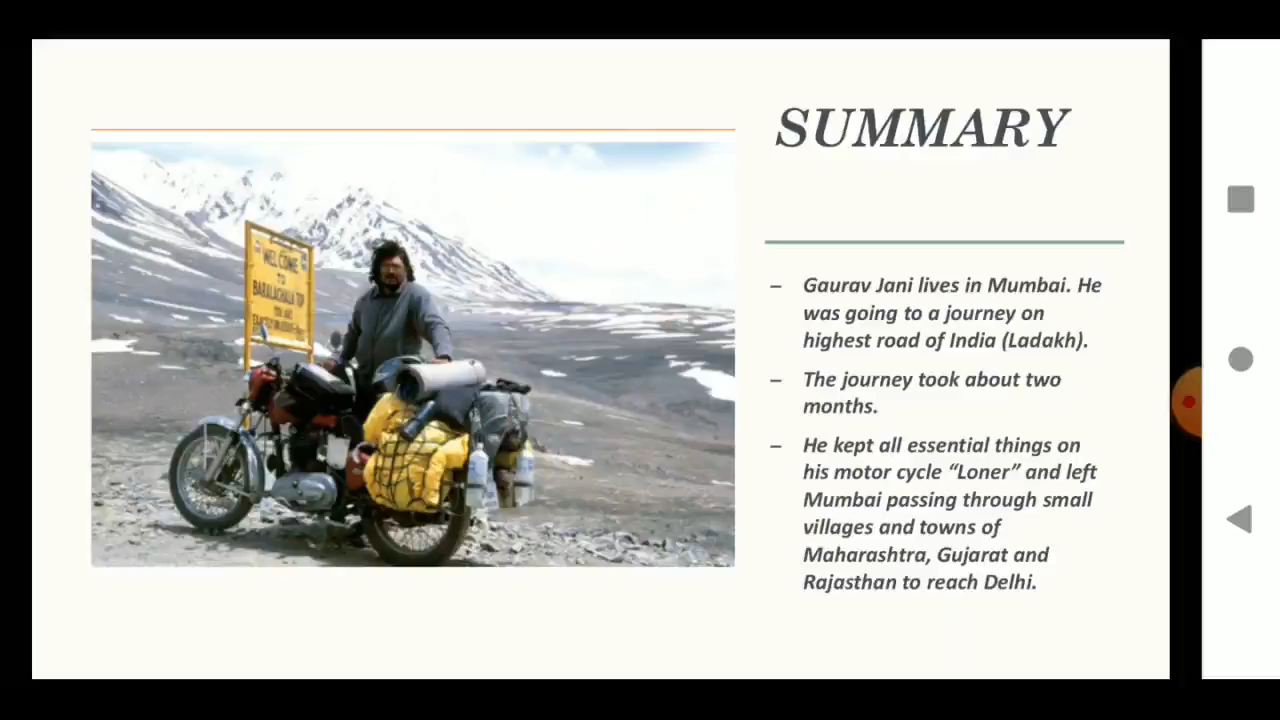 SUMMARY
WELCOME
TO
BARALACHALA TOP
YOU ARE
– Gaurav Jani lives in Mumbai. He
was going to a journey on
highest road of India (Ladakh).
– The journey took about two
months.
– He kept all essential things on
his motor cycle “Loner” and left
Mumbai passing through small
villages and towns of
Maharashtra, Gujarat and
Rajasthan to reach Delhi.